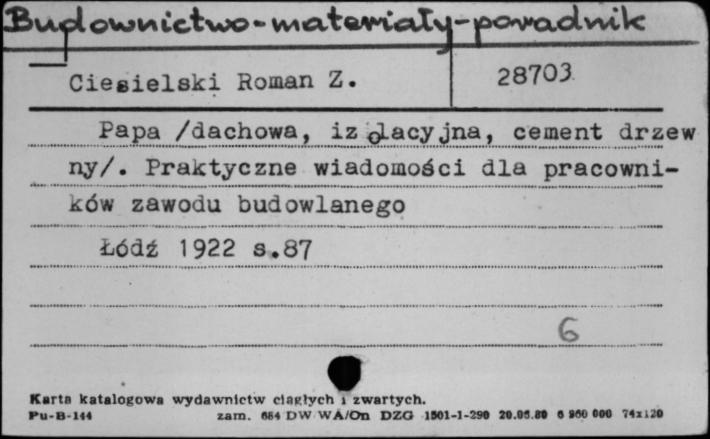 Budownictwo-materiały-poradnik
Ciesielski Roman Z. 28703
Papa /dachowa, izolacyjna, cement drzew
ny/. Praktyczne wiadomości dla pracowni-
ków zawodu budowlanego
Łódź 1922 s.87
6
Karta katalogowa wydawnictw ciągłych i zwartych.
Pu-B-144 zam. 684 DW WA/On DZG 1501-1-290 20.05.80 6 960 000 74x120